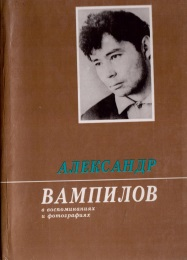 АЛЕКСАНДР
ВАМПИЛОВ
в воспоминаниях
и фотографиях